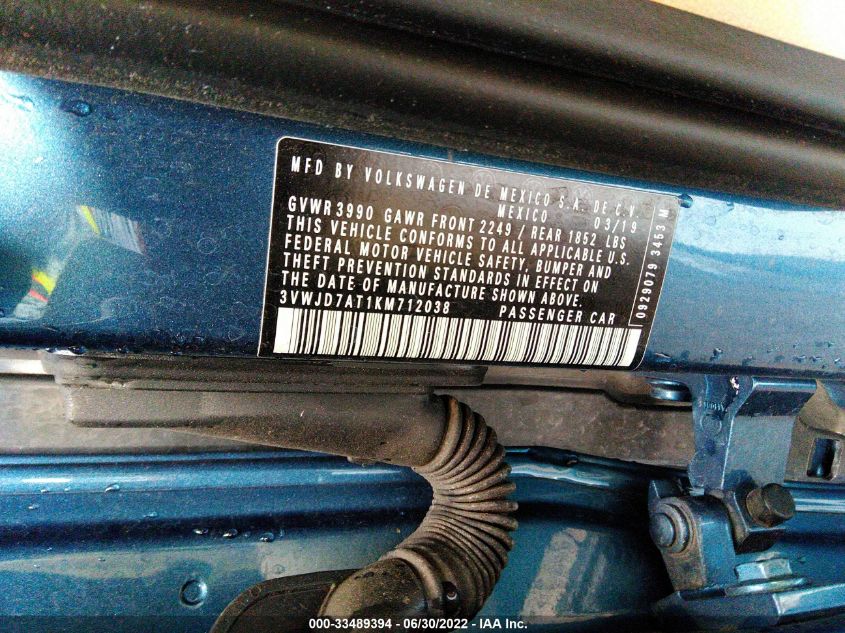 MFD BY VOLKSWAGEN DE MEXICO S.A. DE C.V.
MEXICO
03/19
GVWR 3990 GAWR FRONT 2249 / REAR 1852 LBS
THIS VEHICLE CONFORMS TO ALL APPLICABLE U.S.
FEDERAL MOTOR VEHICLE SAFETY, BUMPER AND
THEFT PREVENTION STANDARDS IN EFFECT ON
THE DATE OF MANUFACTURE SHOWN ABOVE.
3VWJD7AT1KM712038 PASSENGER CAR
0929079 3453 M
000-33489394 - 06/30/2022 - IAA Inc.